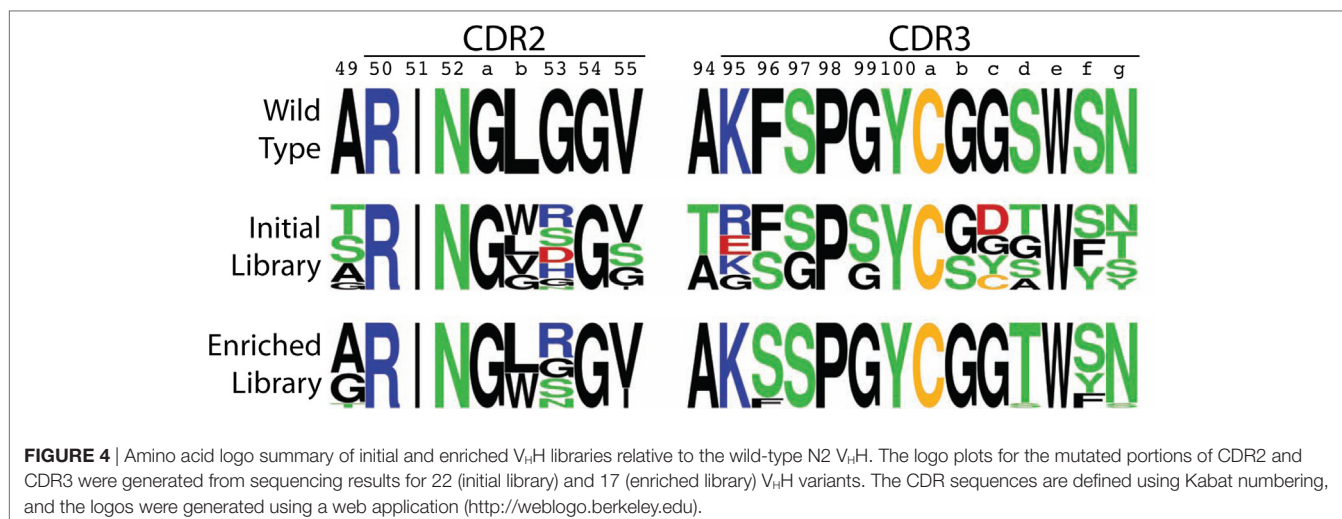 CDR2 CDR3
49 50 51 52 a b 53 54 55 94 95 96 97 98 99 100 a b c d e f g
Wild Type ARINGLGGV AKFSPGYCGGSWSN
Initial Library
T R I N G W R G V T R F S P S Y C G D T W S N
S L S S E S G G S G G F T
A V D G K Y S Y S
G G H G C A Y
G
N
Enriched Library
A R I N G L R G V A K S S P G Y C G G T W S N
G W G I F S Y S
T S F
N
FIGURE 4 | Amino acid logo summary of initial and enriched VHH libraries relative to the wild-type N2 VHH. The logo plots for the mutated portions of CDR2 and
CDR3 were generated from sequencing results for 22 (initial library) and 17 (enriched library) VHH variants. The CDR sequences are defined using Kabat numbering,
and the logos were generated using a web application (http://weblogo.berkeley.edu).